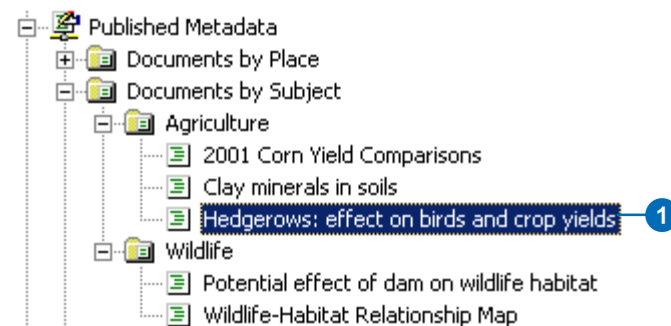 Published Metadata
Documents by Place
Documents by Subject
Agriculture
2001 Corn Yield Comparisons
Clay minerals in soils
Hedgerows: effect on birds and crop yields 1
Wildlife
Potential effect of dam on wildlife habitat
Wildlife-Habitat Relationship Map